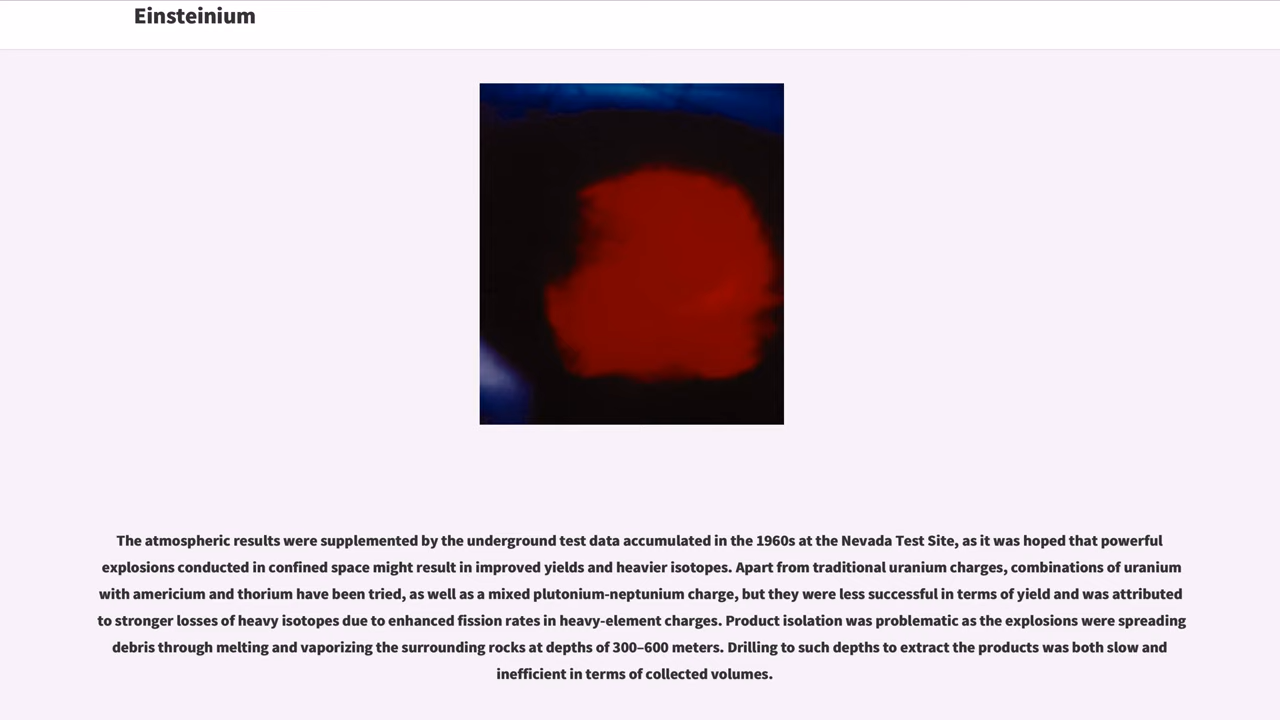 Einsteinium
The atmospheric results were supplemented by the underground test data accumulated in the 1960s at the Nevada Test Site, as it was hoped that powerful
explosions conducted in confined space might result in improved yields and heavier isotopes. Apart from traditional uranium charges, combinations of uranium
with americium and thorium have been tried, as well as a mixed plutonium-neptunium charge, but they were less successful in terms of yield and was attributed
to stronger losses of heavy isotopes due to enhanced fission rates in heavy-element charges. Product isolation was problematic as the explosions were spreading
debris through melting and vaporizing the surrounding rocks at depths of 300–600 meters. Drilling to such depths to extract the products was both slow and
inefficient in terms of collected volumes.